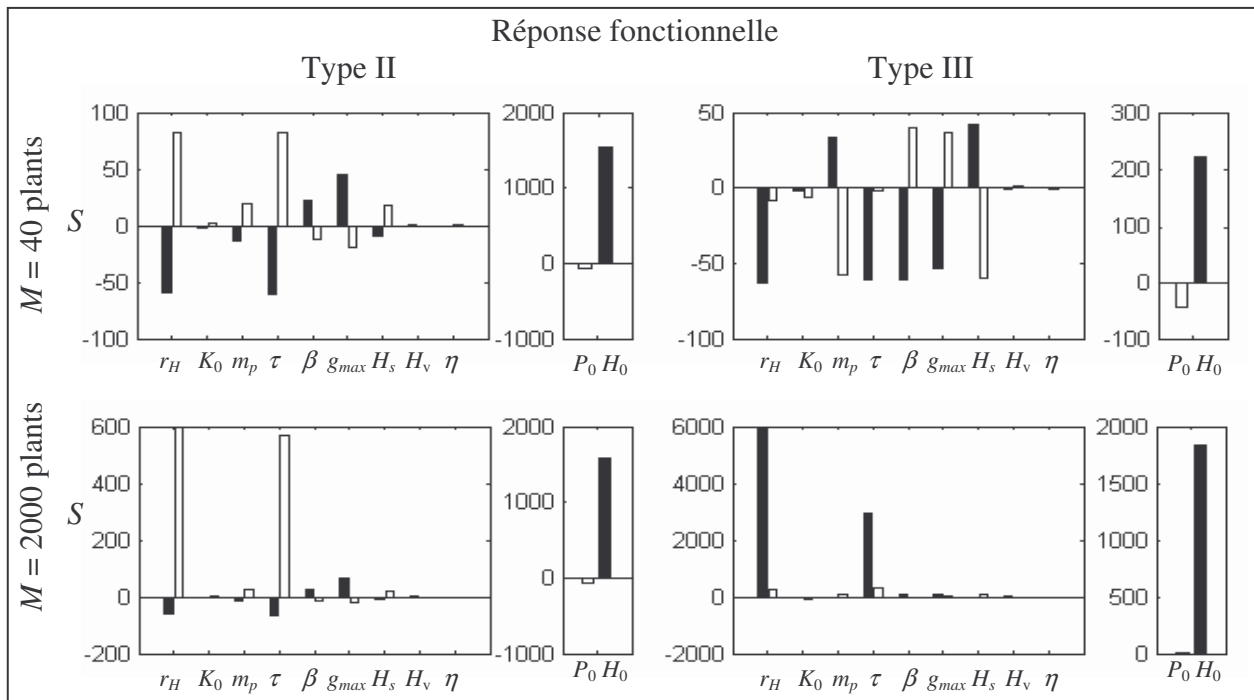 Réponse fonctionnelle
Type II Type III
M = 40 plants
S
100
50
0
-50
-100
r_H K_0 m_p τ β g_max H_s H_v η
2000
1000
0
-1000
P_0 H_0
50
0
-50
-100
r_H K_0 m_p τ β g_max H_s H_v η
300
200
100
0
-100
P_0 H_0
M = 2000 plants
S
600
400
200
0
-200
r_H K_0 m_p τ β g_max H_s H_v η
2000
1000
0
-1000
P_0 H_0
6000
4000
2000
0
-2000
r_H K_0 m_p τ β g_max H_s H_v η
2000
1500
1000
500
0
P_0 H_0